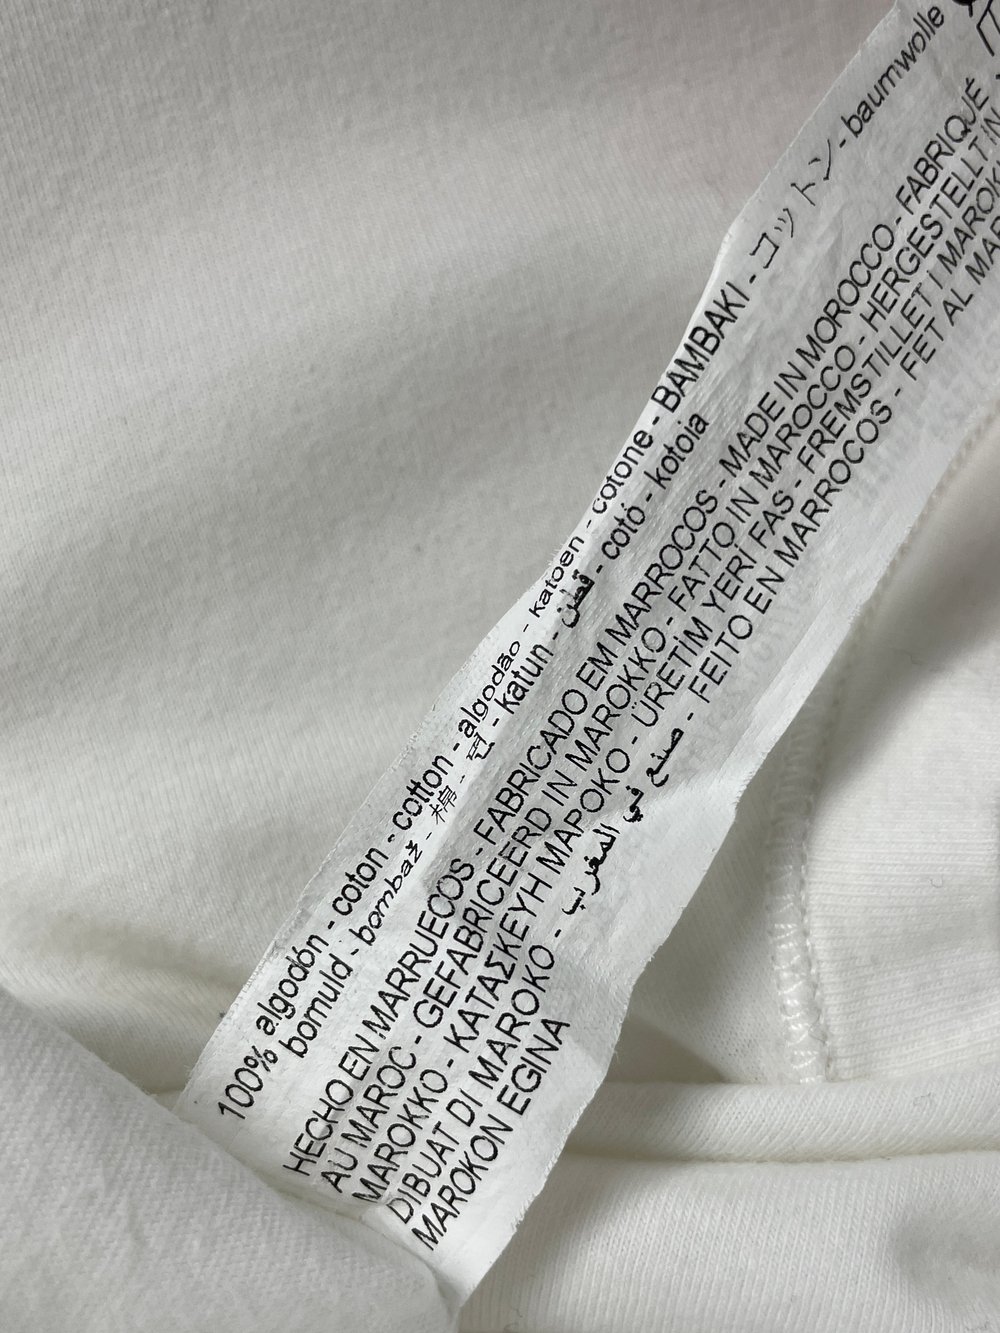 100% algodón - coton - cotton - algodão - katoen - cotone - BAMBAKI - コットン - baumwolle
bomuld - bombaž - 棉 - 면 - katun - قطن - cotó - kotoia
HECHO EN MARRUECOS - FABRICADO EM MARROCOS - MADE IN MOROCCO - FABRIQUÉ
AU MAROC - GEFABRICEERD IN MAROKKO - FATTO IN MAROCCO - HERGESTELLT IN
MAROKKO - ΚΑΤΑΣΚΕΥΗ ΜΑΡΟΚΟ - ÜRETİM YERİ FAS - FREMSTILLET I
DIBUAT DI MAROKO - صنع في المغرب - FEITO EN MARROCOS - FET AL
MAROKON EGINA